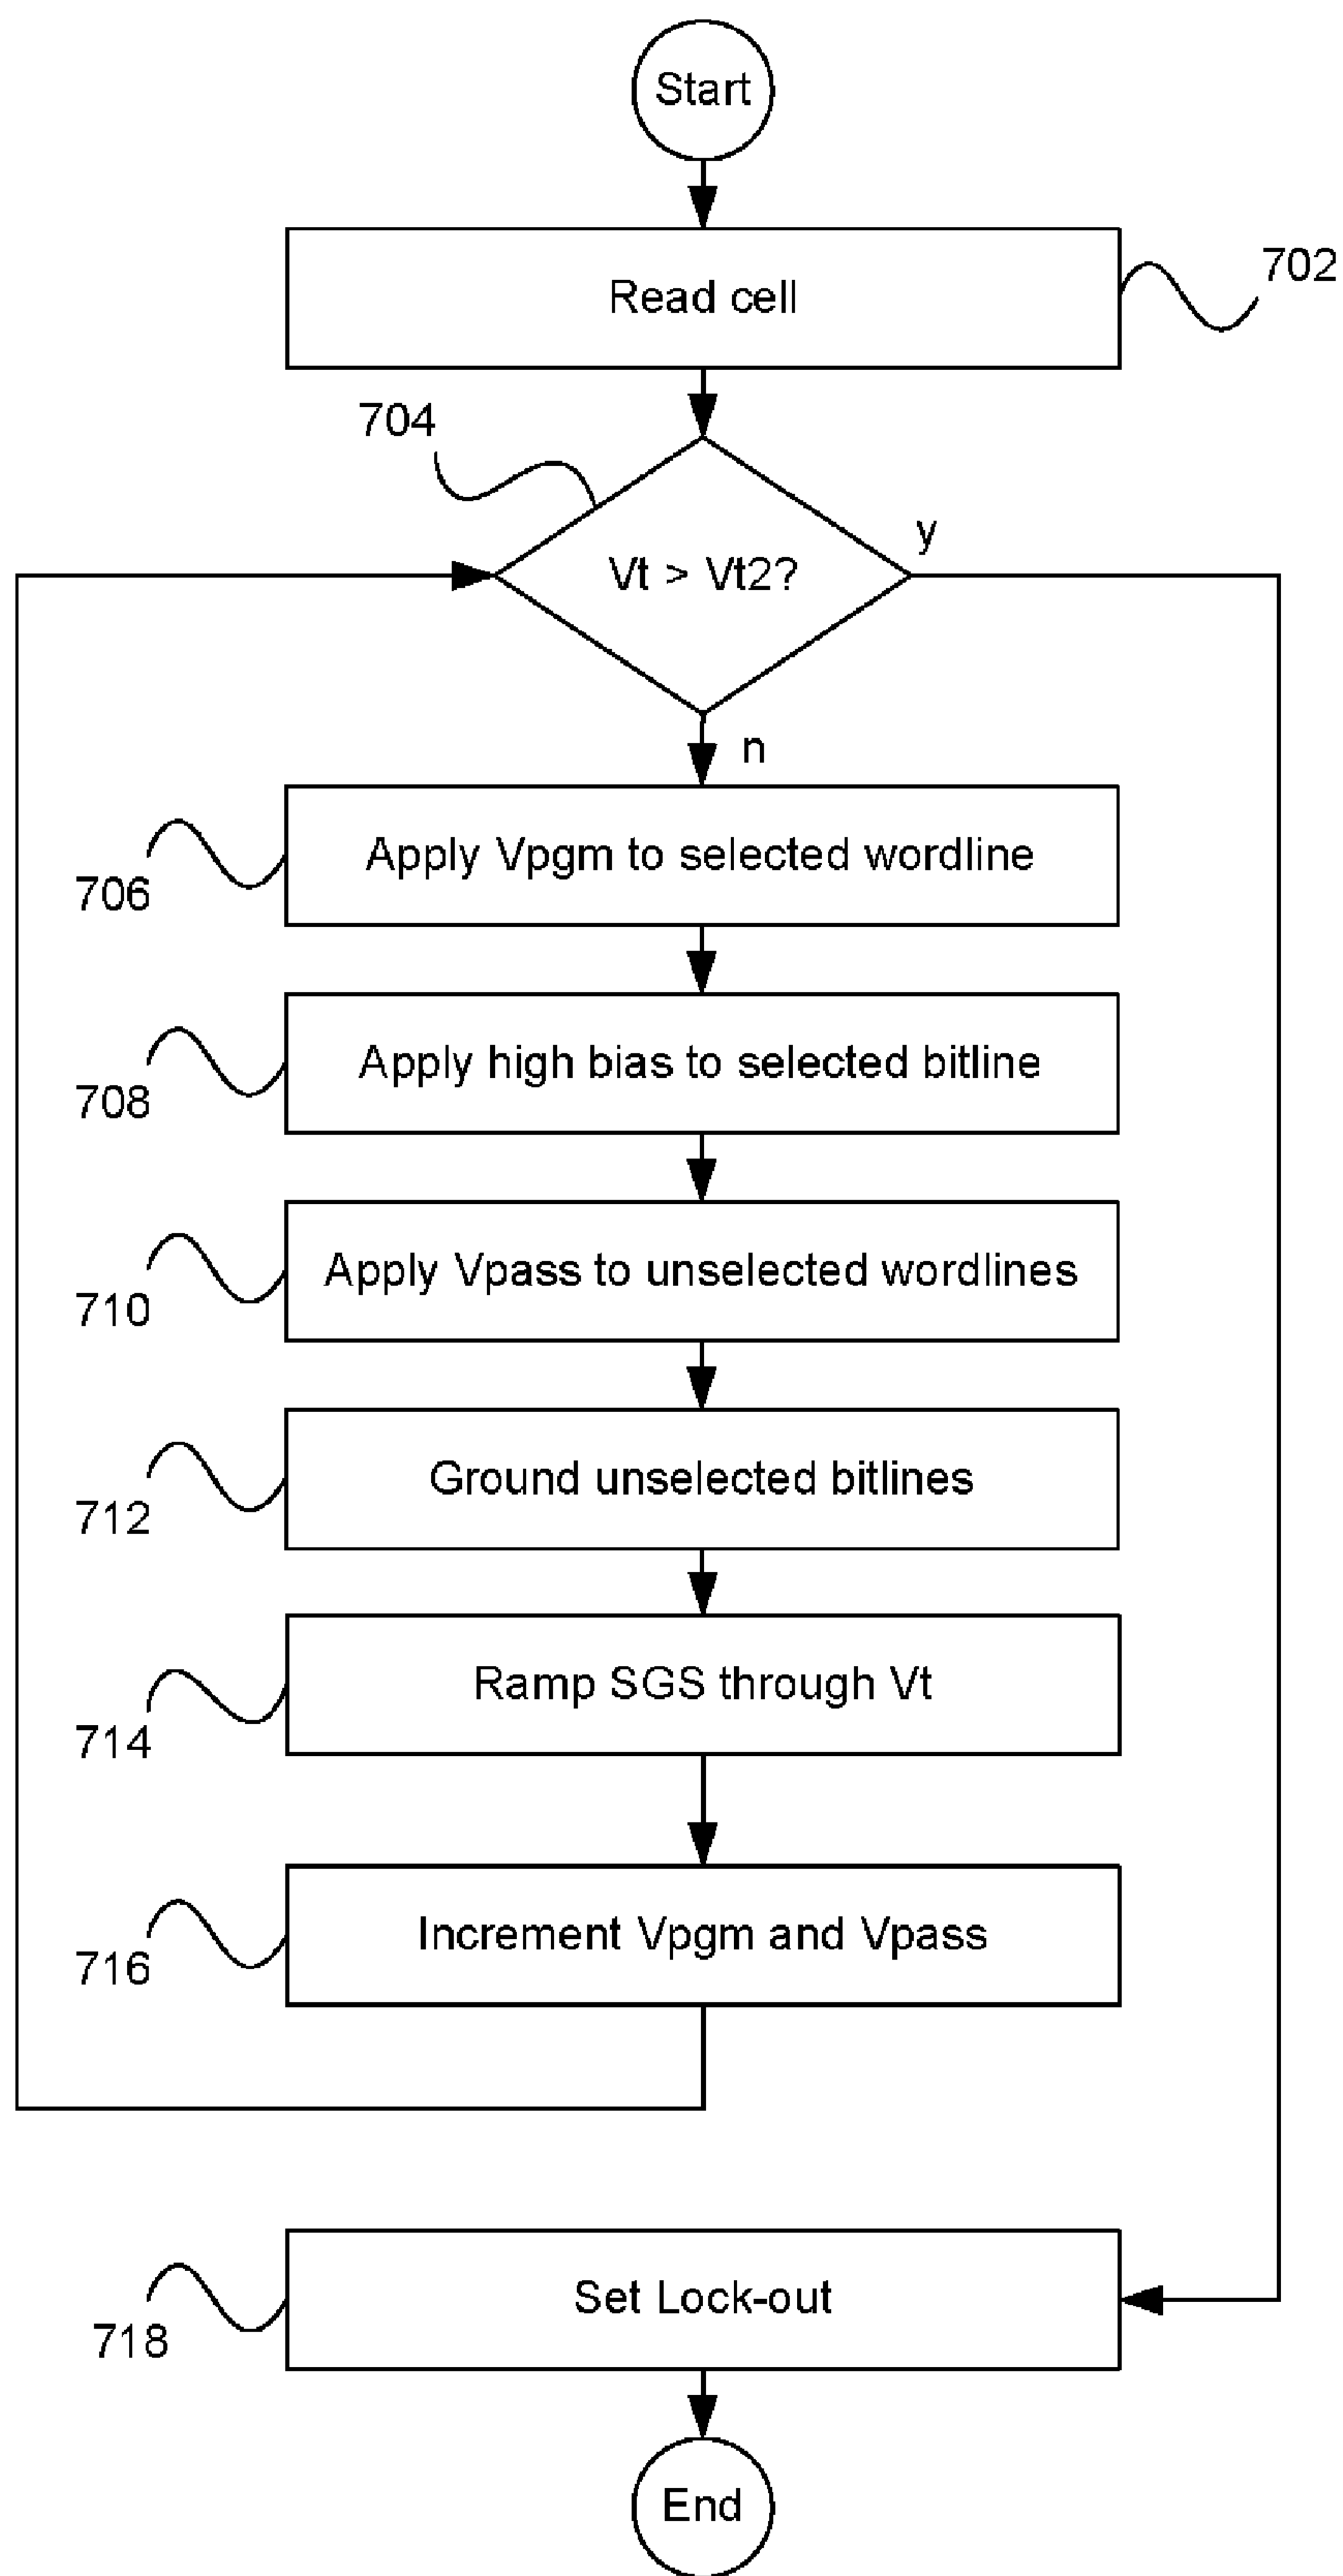 Start
Read cell
702
704
Vt > Vt2?
y
n
Apply Vpgm to selected wordline
706
Apply high bias to selected bitline
708
Apply Vpass to unselected wordlines
710
Ground unselected bitlines
712
Ramp SGS through Vt
714
Increment Vpgm and Vpass
716
Set Lock-out
718
End